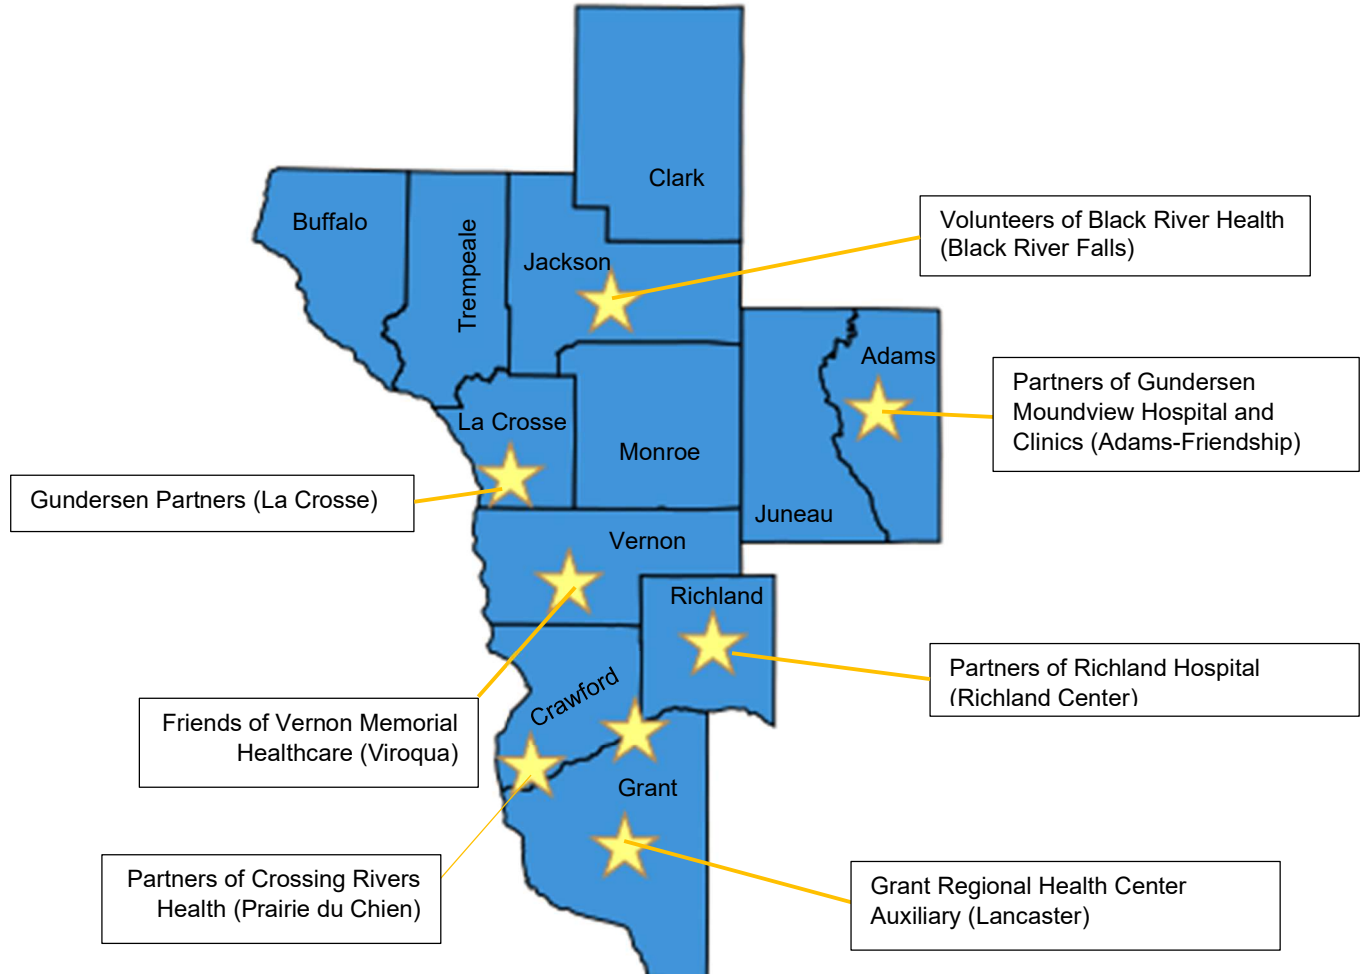 Clark
Buffalo
Trempeale
Jackson
Volunteers of Black River Health
(Black River Falls)
Adams
Partners of Gundersen
Moundview Hospital and
Clinics (Adams-Friendship)
La Crosse
Monroe
Gundersen Partners (La Crosse)
Juneau
Vernon
Richland
Partners of Richland Hospital
(Richland Center)
Crawford
Friends of Vernon Memorial
Healthcare (Viroqua)
Grant
Partners of Crossing Rivers
Health (Prairie du Chien)
Grant Regional Health Center
Auxiliary (Lancaster)